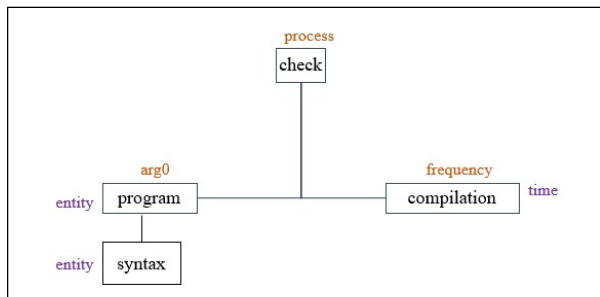 process
check
arg0
frequency
entity program
compilation time
entity syntax